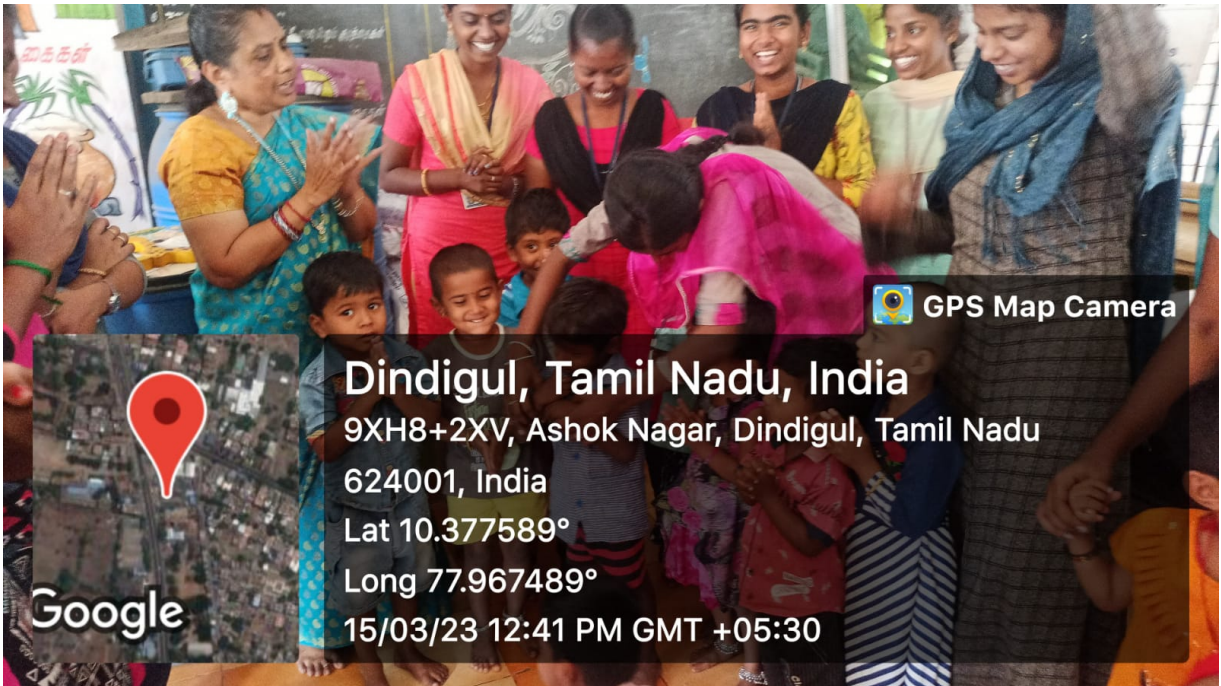 கைகள்
GPS Map Camera
Dindigul, Tamil Nadu, India
9XH8+2XV, Ashok Nagar, Dindigul, Tamil Nadu
624001, India
Lat 10.377589°
Long 77.967489°
15/03/23 12:41 PM GMT +05:30
Google